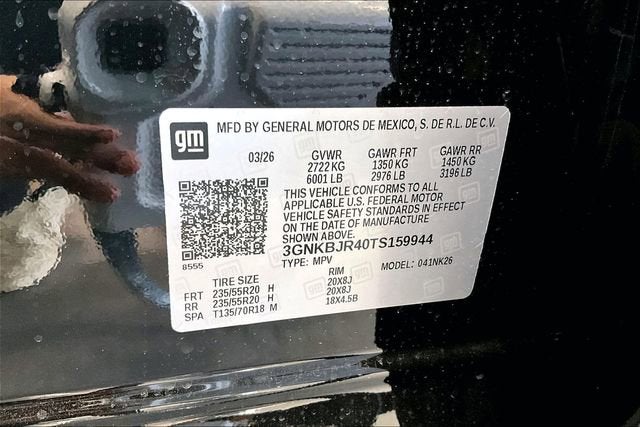 gm
MFD BY GENERAL MOTORS DE MEXICO, S. DE R.L. DE C.V.
03/26 GVWR GAWR FRT GAWR RR
2722 KG 1350 KG 1450 KG
6001 LB 2976 LB 3196 LB
THIS VEHICLE CONFORMS TO ALL
APPLICABLE U.S. FEDERAL MOTOR
VEHICLE SAFETY STANDARDS IN EFFECT
ON THE DATE OF MANUFACTURE
SHOWN ABOVE.
3GNKBJR40TS159944
8555 TYPE: MPV MODEL: 041NK26
TIRE SIZE RIM
FRT 235/55R20 H 20X8J
RR 235/55R20 H 20X8J
SPA T135/70R18 M 18X4.5B